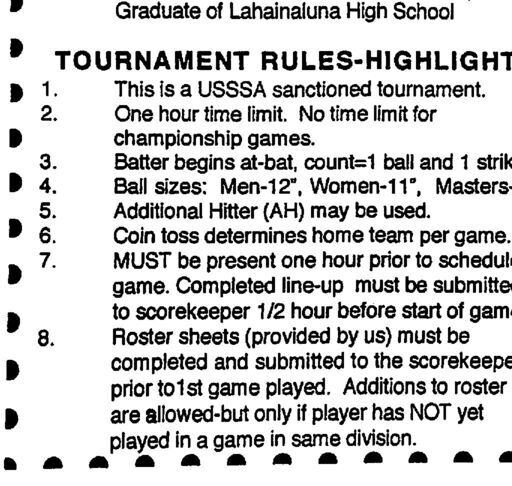 Graduate of Lahainaluna High School
TOURNAMENT RULES-HIGHLIGHT
1. This is a USSSA sanctioned tournament.
2. One hour time limit. No time limit for
championship games.
3. Batter begins at-bat, count=1 ball and 1 strik
4. Ball sizes: Men-12", Women-11", Masters-
5. Additional Hitter (AH) may be used.
6. Coin toss determines home team per game.
7. MUST be present one hour prior to schedul
game. Completed line-up must be submitte
to scorekeeper 1/2 hour before start of gam
8. Roster sheets (provided by us) must be
completed and submitted to the scorekeepe
prior to1st game played. Additions to roster
are allowed-but only if player has NOT yet
played in a game in same division.